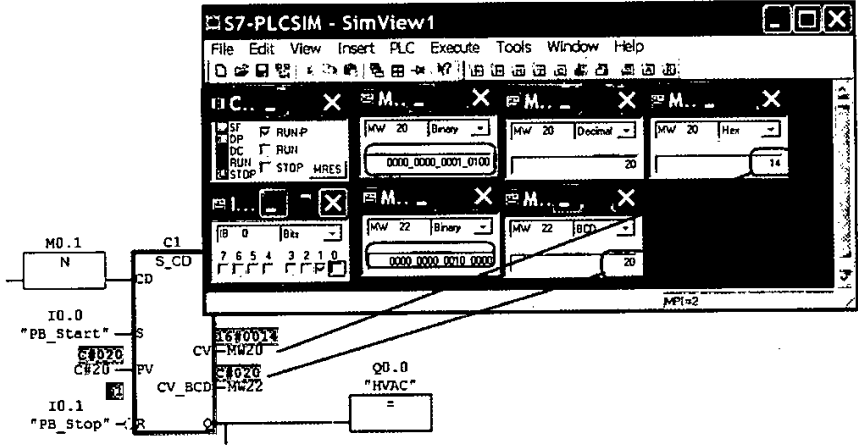 S7-PLCSIM - SimView1
File Edit View Insert PLC Execute Tools Window Help
C..
M..
M..
M..
SF
DP
DC
RUN
STOP
RUN-P
RUN
STOP
MRES
MW 20 Binary
0000_0000_0001_0100
MW 20 Decimal
20
MW 20 Hex
14
I..
M..
M..
IB 0 Bits
7 6 5 4 3 2 1 0
MW 22 Binary
0000_0000_0010_0000
MW 22 BCD
20
MPI=2
M0.1
N
C1
S_CD
CD
I0.0
"PB_Start"
S
C#020
C#20
PV
I0.1
"PB_Stop"
R
16#0014
CV
MW20
C#020
CV_BCD
MW22
Q
Q0.0
"HVAC"
=